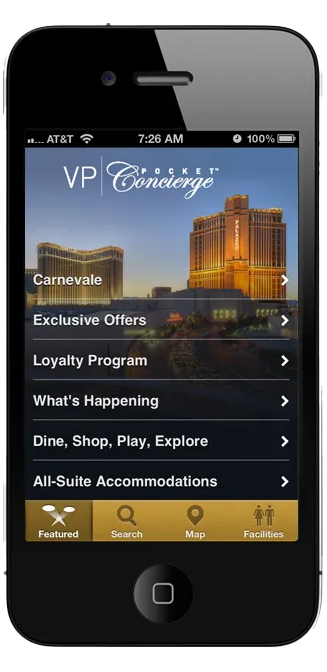 AT&T 7:26 AM 100%
VP POCKET™
Concierge
Carnevale
Exclusive Offers
Loyalty Program
What's Happening
Dine, Shop, Play, Explore
All-Suite Accommodations
Featured Search Map Facilities